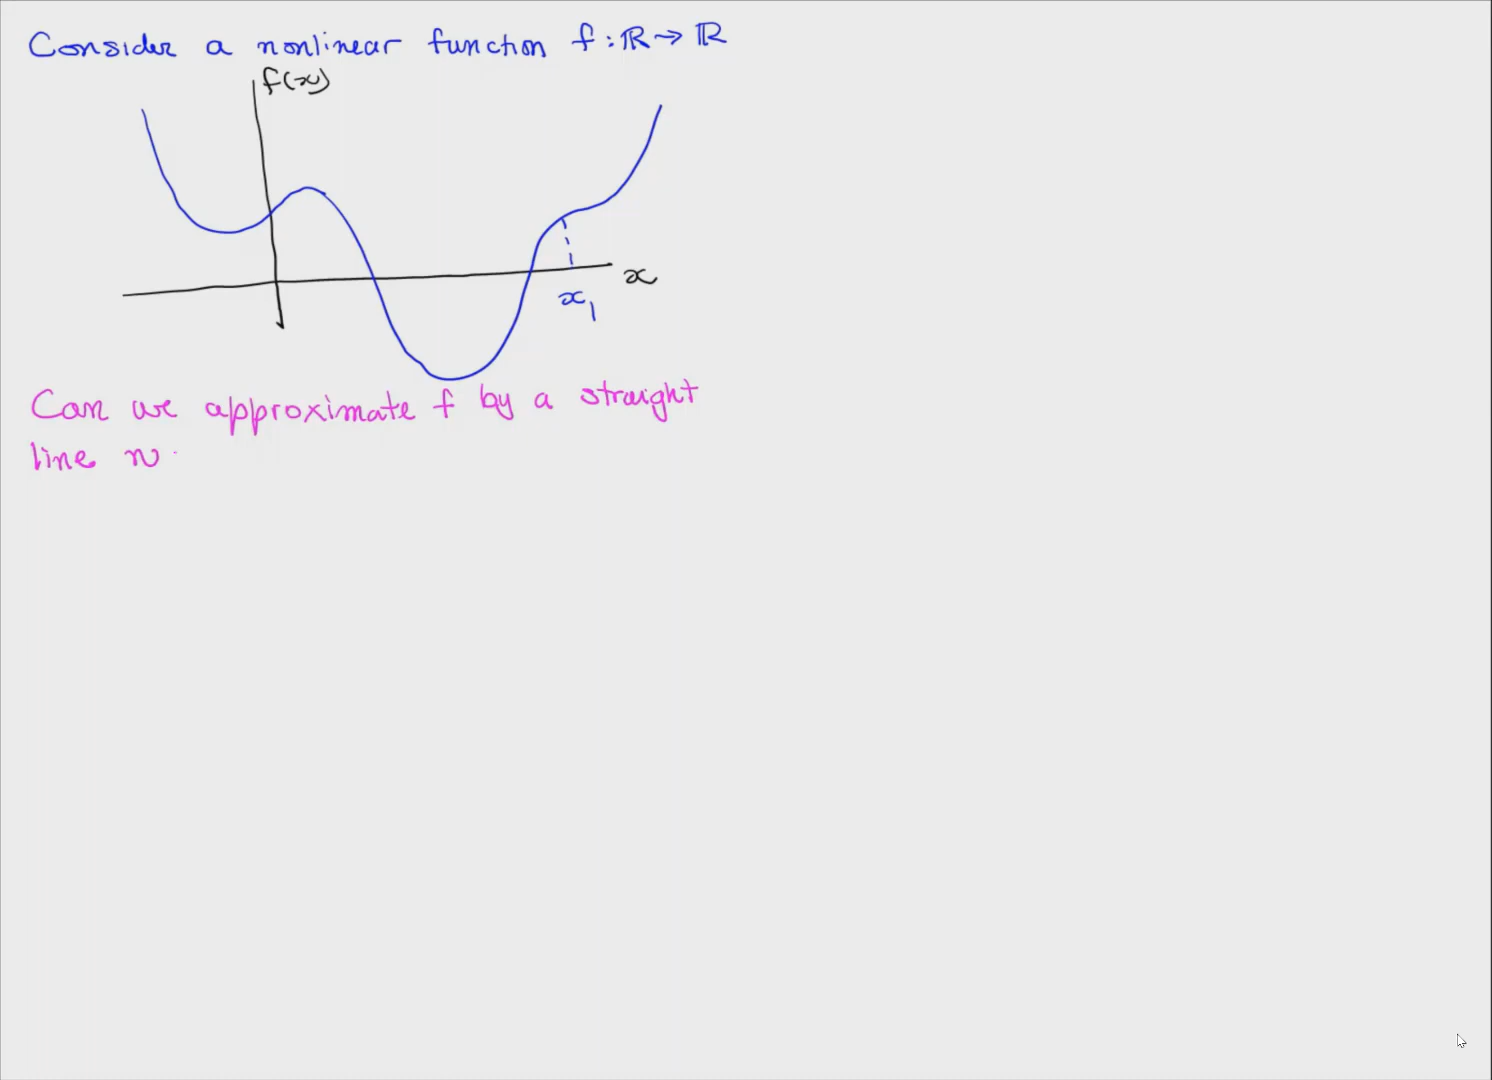 Consider a nonlinear function f : ℝ → ℝ
f(x)
x
x₁
Can we approximate f by a straight
line n